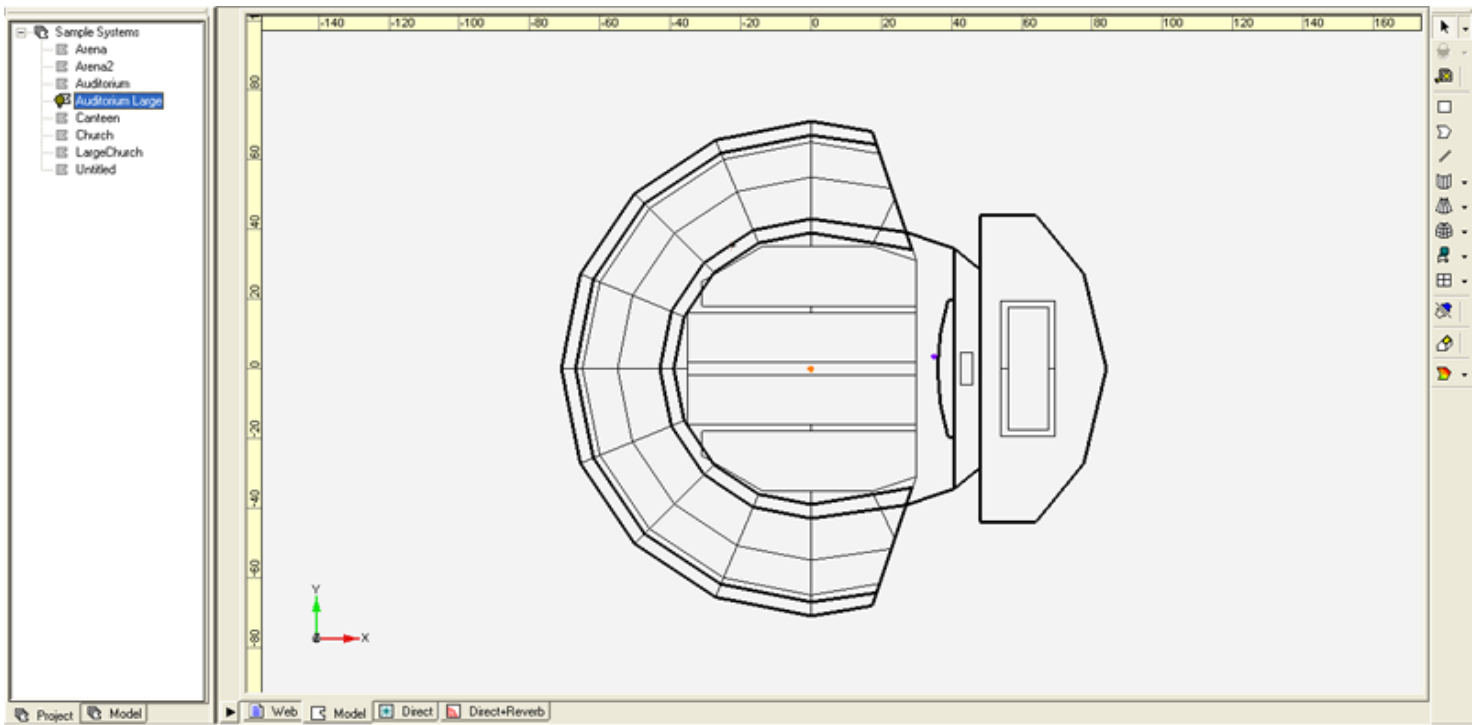 Sample Systems
Arena
Arena2
Auditorium
Auditorium Large
Canteen
Church
LargeChurch
Untitled
Project Model
-140 -120 -100 -80 -60 -40 -20 0 20 40 60 80 100 120 140 160
80
60
40
20
0
-20
-40
-60
-80
Y
X
Web Model Direct Direct+Reverb